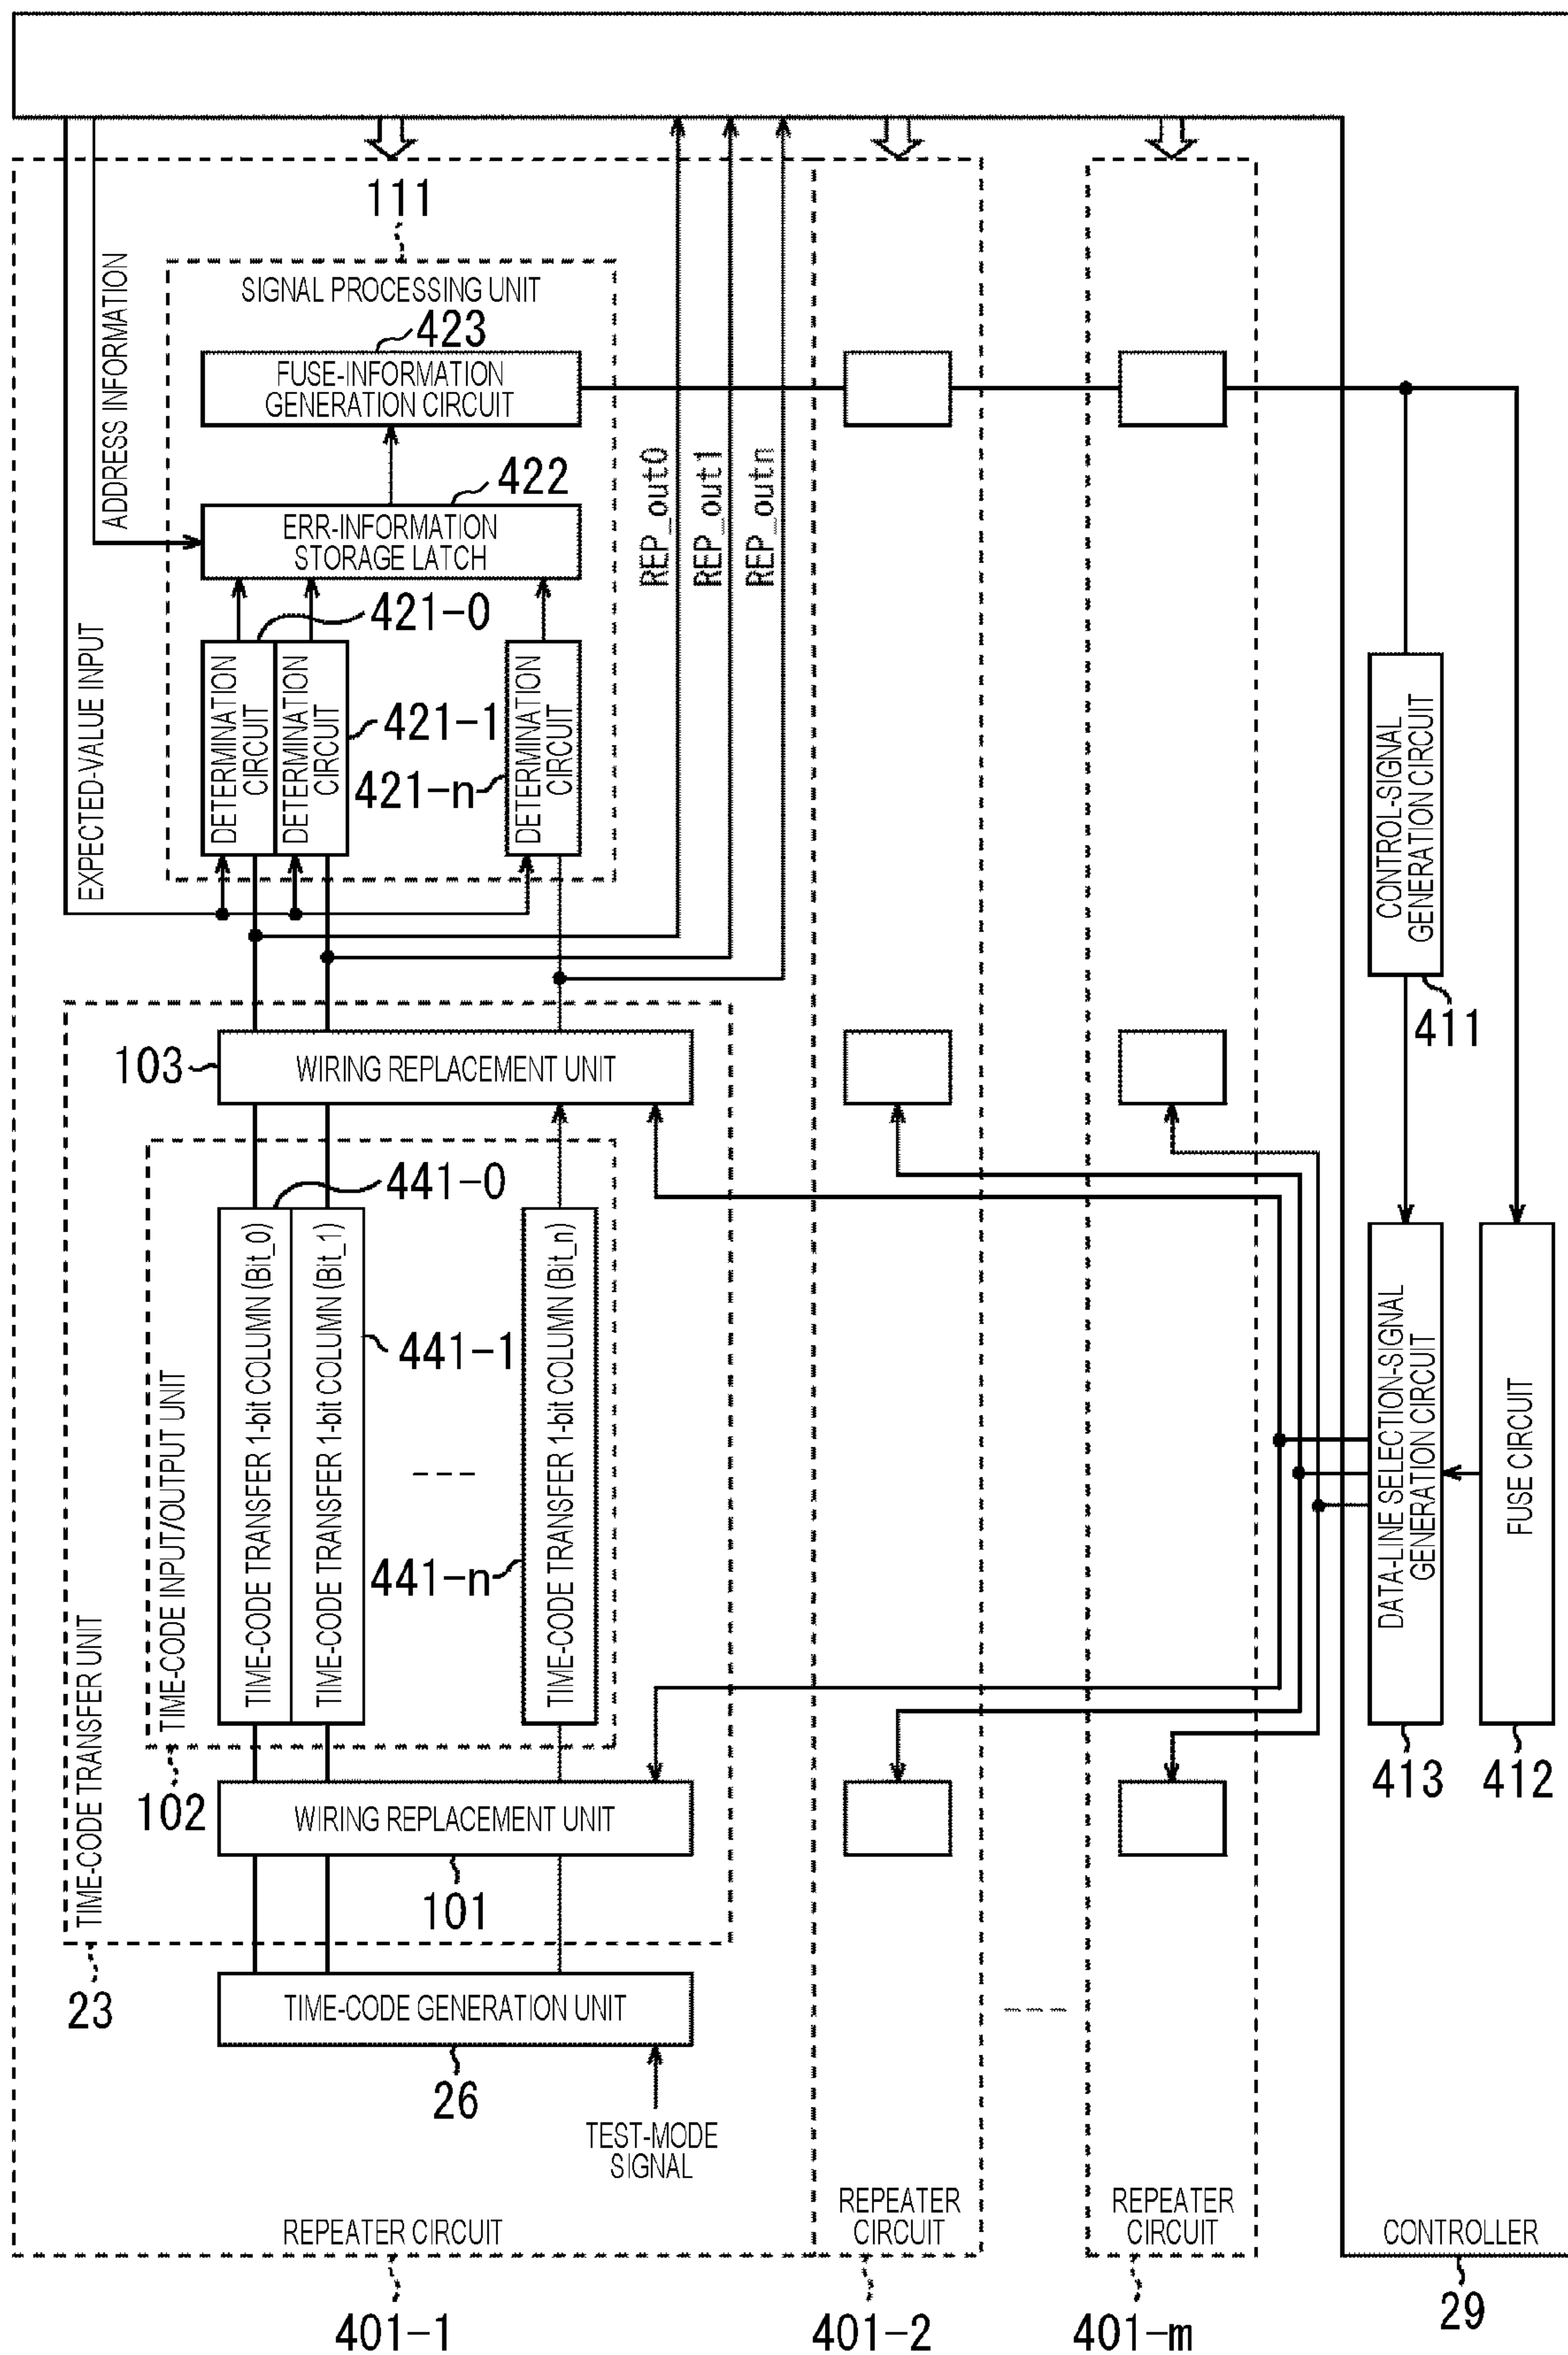 111
SIGNAL PROCESSING UNIT
423
FUSE-INFORMATION
GENERATION CIRCUIT
ADDRESS INFORMATION
422
ERR-INFORMATION
STORAGE LATCH
REP_out0
REP_out1
REP_outn
EXPECTED-VALUE INPUT
421-0
DETERMINATION
CIRCUIT
DETERMINATION
CIRCUIT
421-1
421-n
DETERMINATION
CIRCUIT
CONTROL-SIGNAL
GENERATION CIRCUIT
411
103
WIRING REPLACEMENT UNIT
441-0
TIME-CODE TRANSFER 1-bit COLUMN (Bit_0)
TIME-CODE TRANSFER 1-bit COLUMN (Bit_1)
441-1
441-n
TIME-CODE TRANSFER 1-bit COLUMN (Bit_n)
TIME-CODE INPUT/OUTPUT UNIT
TIME-CODE TRANSFER UNIT
DATA-LINE SELECTION-SIGNAL
GENERATION CIRCUIT
FUSE CIRCUIT
413
412
102
WIRING REPLACEMENT UNIT
101
23
TIME-CODE GENERATION UNIT
26
TEST-MODE
SIGNAL
REPEATER CIRCUIT
REPEATER
CIRCUIT
REPEATER
CIRCUIT
CONTROLLER
401-1
401-2
401-m
29